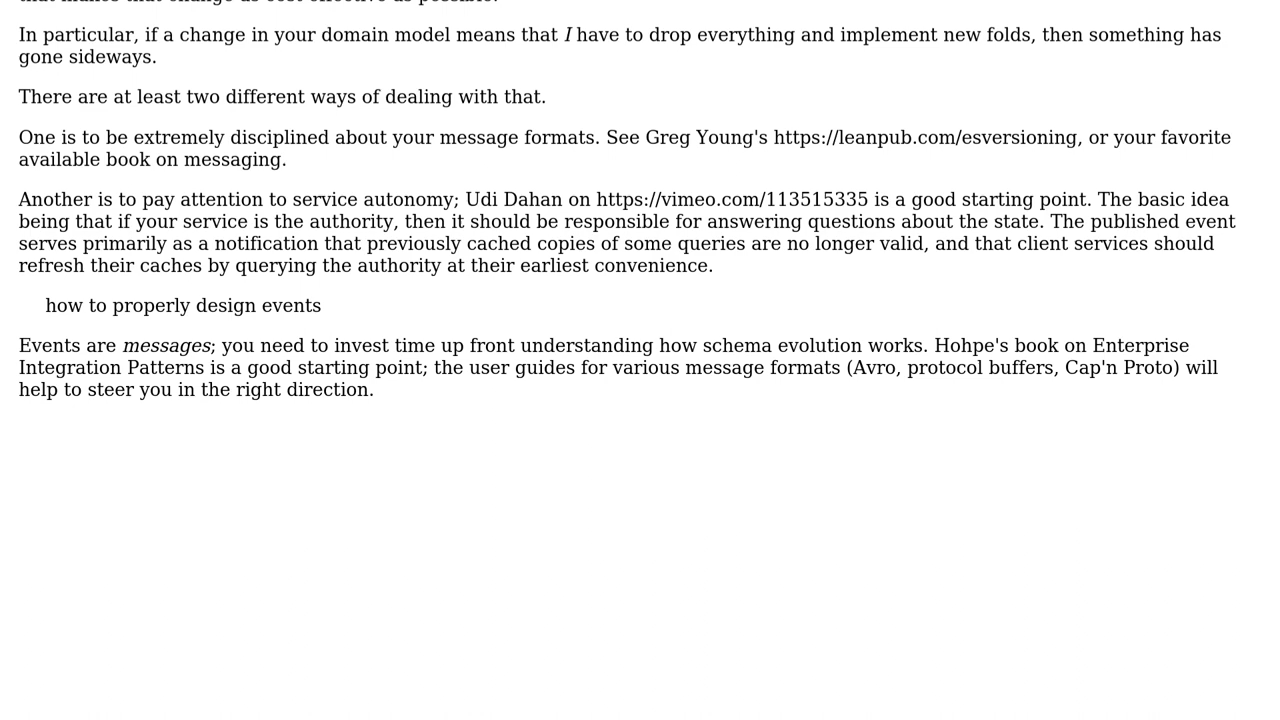 that makes that change as cost effective as possible.
In particular, if a change in your domain model means that I have to drop everything and implement new folds, then something has
gone sideways.
There are at least two different ways of dealing with that.
One is to be extremely disciplined about your message formats. See Greg Young's https://leanpub.com/esversioning, or your favorite
available book on messaging.
Another is to pay attention to service autonomy; Udi Dahan on https://vimeo.com/113515335 is a good starting point. The basic idea
being that if your service is the authority, then it should be responsible for answering questions about the state. The published event
serves primarily as a notification that previously cached copies of some queries are no longer valid, and that client services should
refresh their caches by querying the authority at their earliest convenience.
how to properly design events
Events are messages; you need to invest time up front understanding how schema evolution works. Hohpe's book on Enterprise
Integration Patterns is a good starting point; the user guides for various message formats (Avro, protocol buffers, Cap'n Proto) will
help to steer you in the right direction.